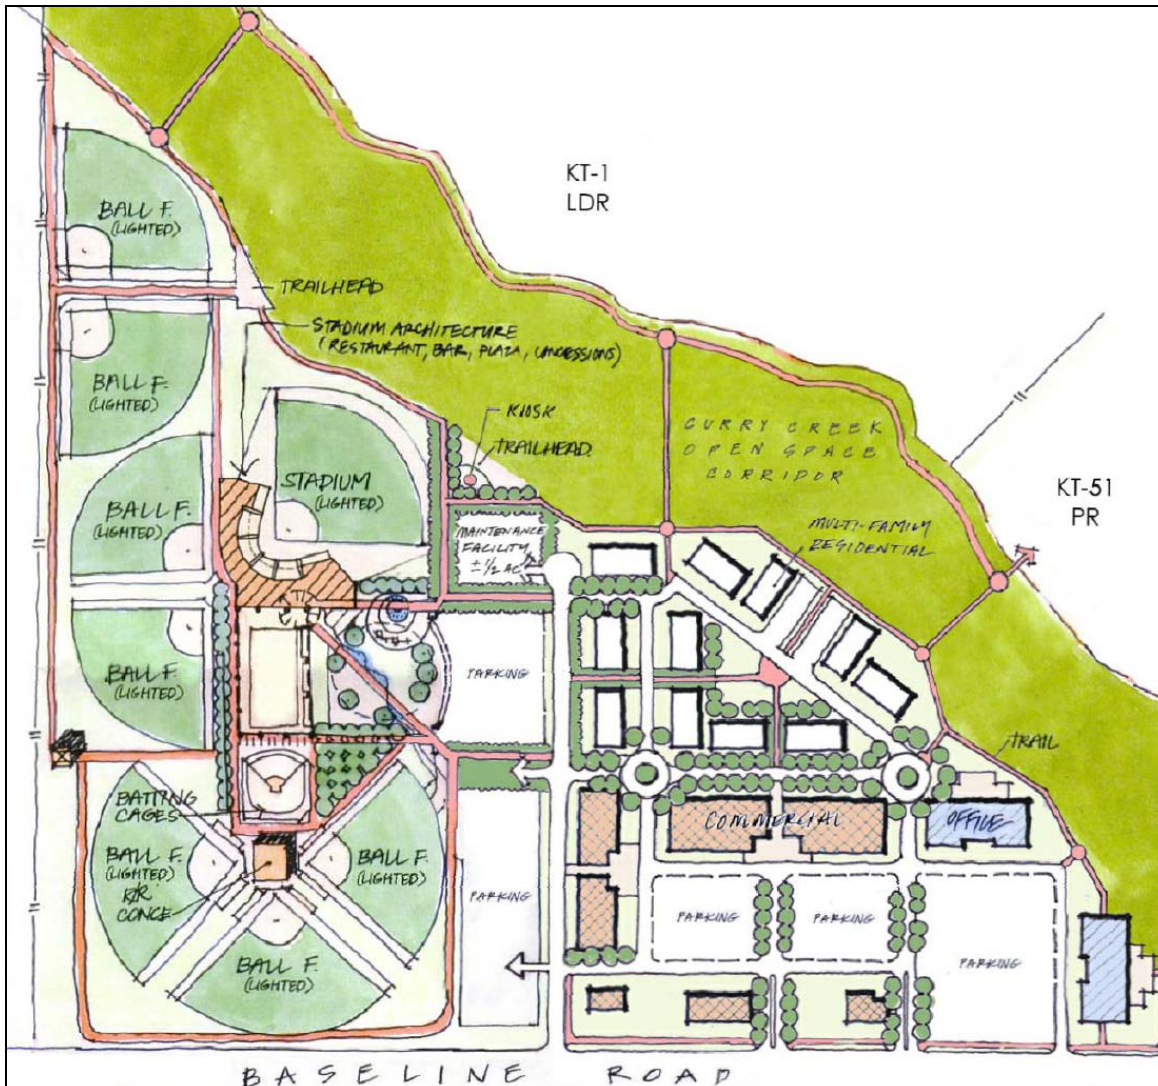 KT-1
LDR
BALL F.
(LIGHTED)
TRAILHEAD
STADIUM ARCHITECTURE
(RESTAURANT, BAR, PLAZA, CONCESSIONS)
BALL F.
(LIGHTED)
KIOSK
TRAILHEAD
CURRY CREEK
OPEN SPACE
CORRIDOR
KT-51
PR
STADIUM
(LIGHTED)
BALL F.
(LIGHTED)
MAINTENANCE
FACILITY
± 1/2 AC
MULTI-FAMILY
RESIDENTIAL
BALL F.
(LIGHTED)
PARKING
TRAIL
BATTING
CAGES
COMMERCIAL
OFFICE
BALL F.
(LIGHTED)
R/R
CONCE
BALL F.
(LIGHTED)
PARKING
PARKING
PARKING
PARKING
BALL F.
(LIGHTED)
BASELINE ROAD